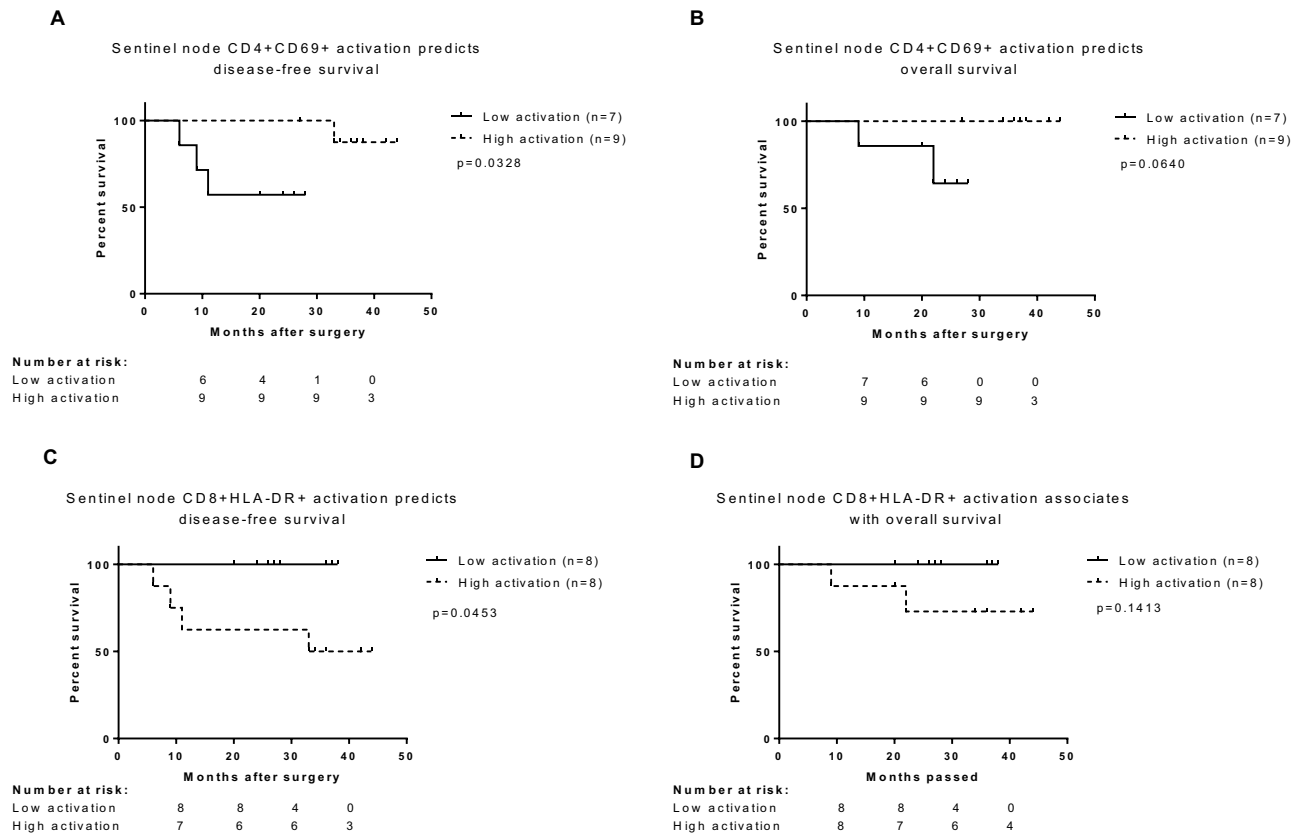 A
Sentinel node CD4+CD69+ activation predicts
disease-free survival
Low activation (n=7)
High activation (n=9)
p=0.0328
Percent survival
100
50
0
0 10 20 30 40 50
Months after surgery
Number at risk:
Low activation 6 4 1 0
High activation 9 9 9 3
B
Sentinel node CD4+CD69+ activation predicts
overall survival
Low activation (n=7)
High activation (n=9)
p=0.0640
Percent survival
100
50
0
0 10 20 30 40 50
Months after surgery
Number at risk:
Low activation 7 6 0 0
High activation 9 9 9 3
C
Sentinel node CD8+HLA-DR+ activation predicts
disease-free survival
Low activation (n=8)
High activation (n=8)
p=0.0453
Percent survival
100
50
0
0 10 20 30 40 50
Months after surgery
Number at risk:
Low activation 8 8 4 0
High activation 7 6 6 3
D
Sentinel node CD8+HLA-DR+ activation associates
with overall survival
Low activation (n=8)
High activation (n=8)
p=0.1413
Percent survival
100
50
0
0 10 20 30 40 50
Months passed
Number at risk:
Low activation 8 8 4 0
High activation 8 7 6 4